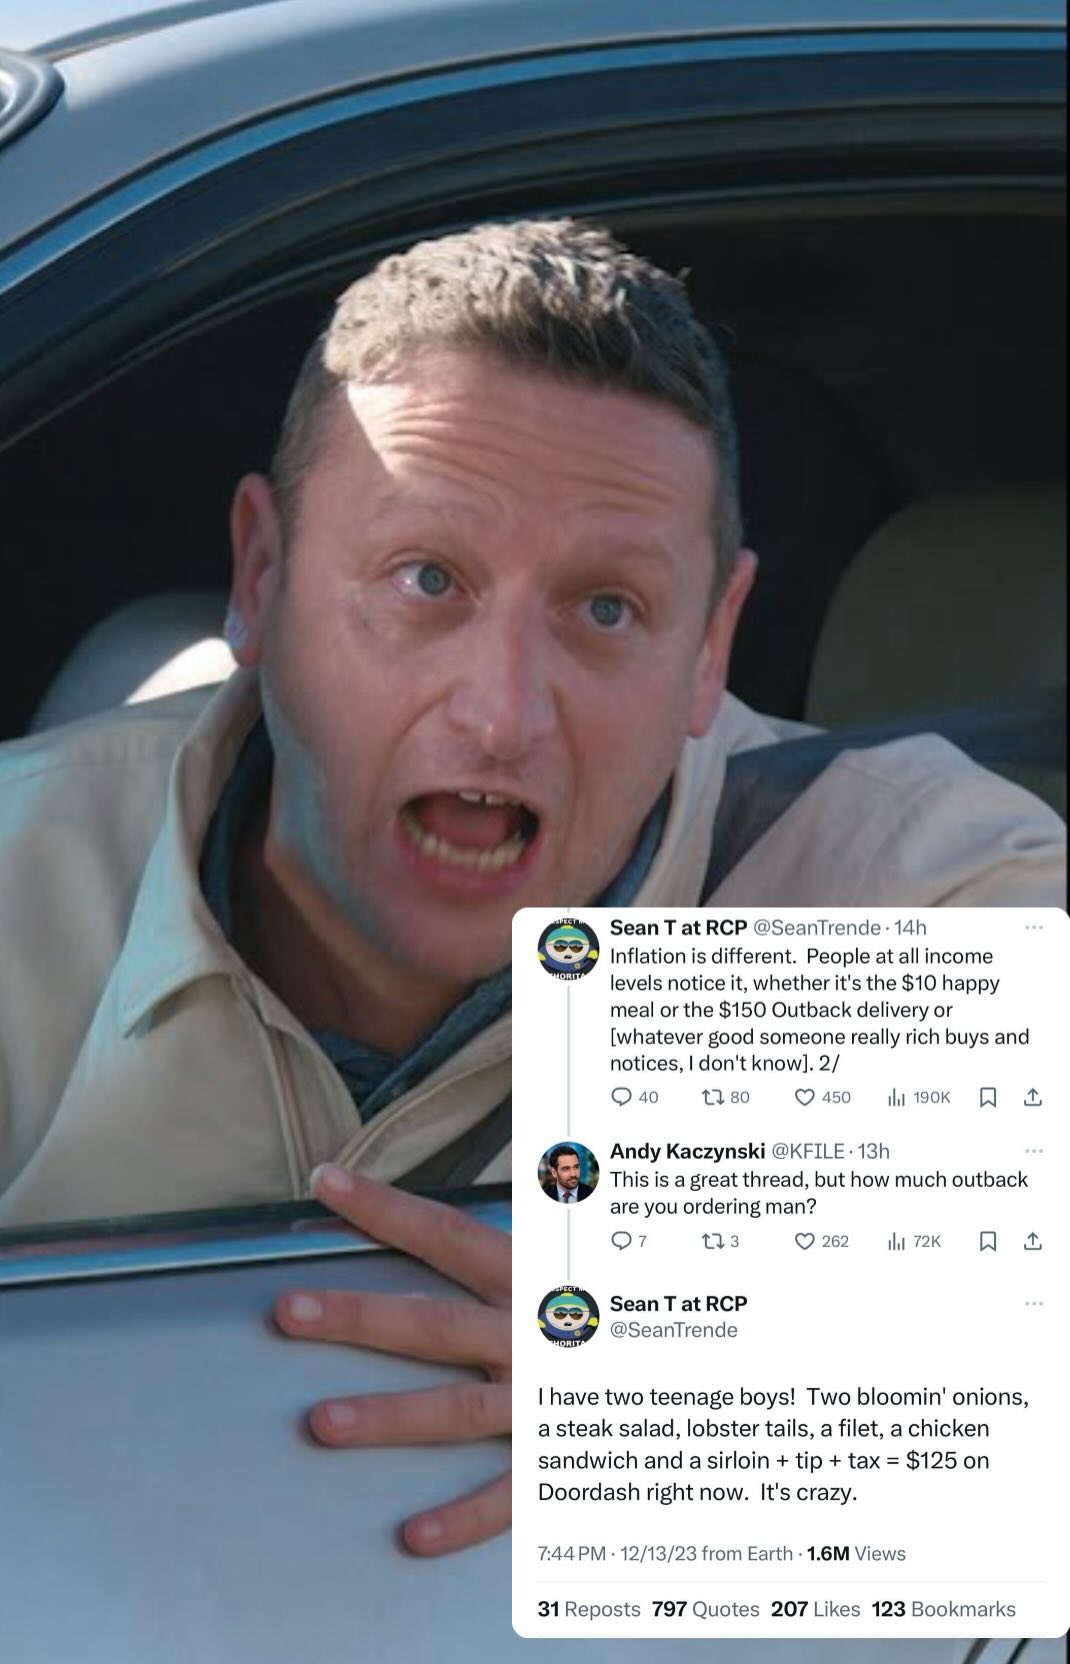 Sean T at RCP @SeanTrende · 14h
Inflation is different. People at all income
levels notice it, whether it's the $10 happy
meal or the $150 Outback delivery or
[whatever good someone really rich buys and
notices, I don't know]. 2/
40 80 450 190K
Andy Kaczynski @KFILE · 13h
This is a great thread, but how much outback
are you ordering man?
7 3 262 72K
Sean T at RCP
@SeanTrende
I have two teenage boys! Two bloomin' onions,
a steak salad, lobster tails, a filet, a chicken
sandwich and a sirloin + tip + tax = $125 on
Doordash right now. It's crazy.
7:44 PM · 12/13/23 from Earth · 1.6M Views
31 Reposts 797 Quotes 207 Likes 123 Bookmarks